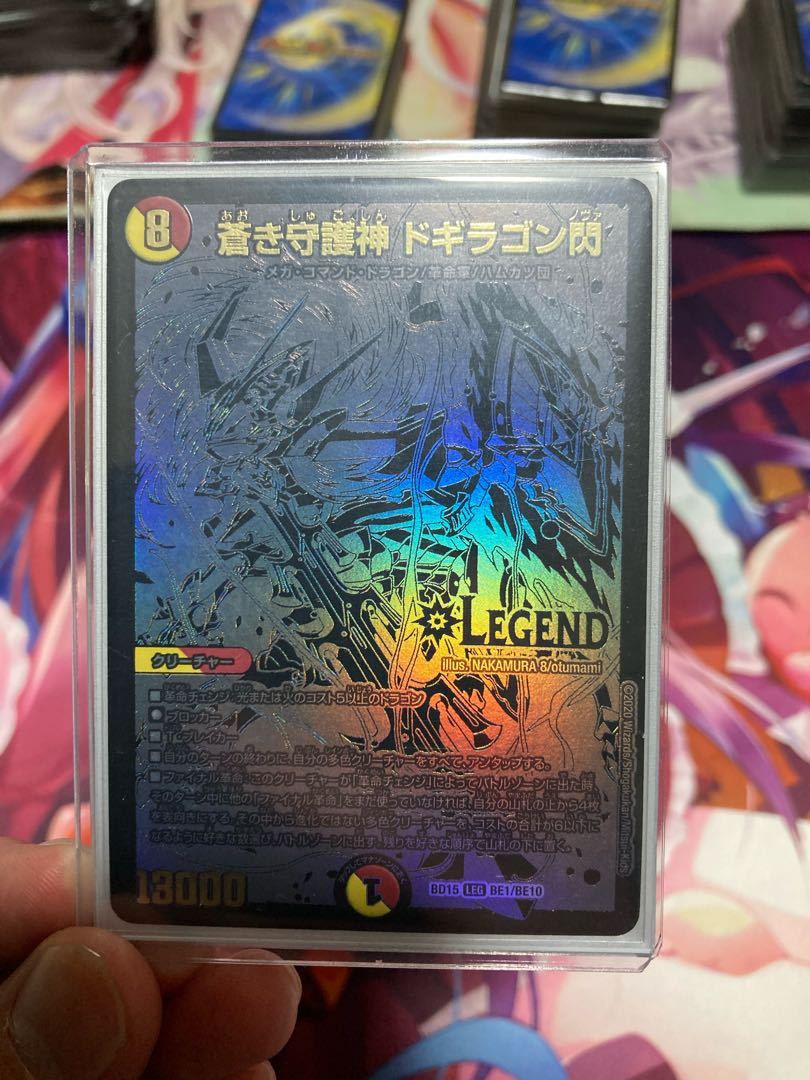 8
あお しゅ ご しん ノヴァ
蒼き守護神 ドギラゴン閃
メガ・コマンド・ドラゴン/革命軍/ハムカツ団
LEGEND
illus. NAKAMURA 8/otumami
クリーチャー
■革命チェンジ:光または火のコスト5以上のドラゴン
●ブロッカー
■T・ブレイカー
■自分のターンの終わりに、自分の多色クリーチャーをすべて、アンタップする。
■ファイナル革命:このクリーチャーが「革命チェンジ」によってバトルゾーンに出た時、
そのターン中に他の「ファイナル革命」をまだ使っていなければ、自分の山札の上から4枚
を表向きにする。その中から進化ではない多色クリーチャーを、コストの合計が6以下に
なるように好きな数選び、バトルゾーンに出す。残りを好きな順序で山札の下に置く。
13000
1
BD15 LEG BE1/BE10
©2020 Wizards/Shogakukan/Mitsui-Kids